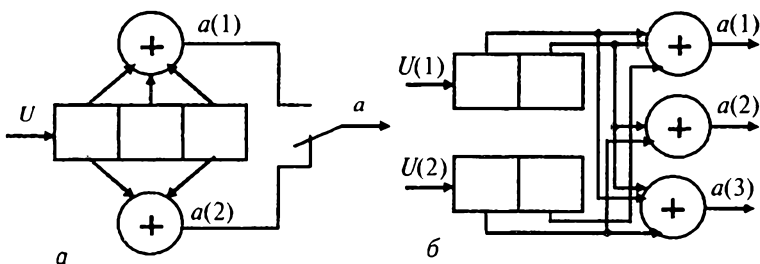 a(1)
U
a
a(2)
а
U(1)
U(2)
a(1)
a(2)
a(3)
б